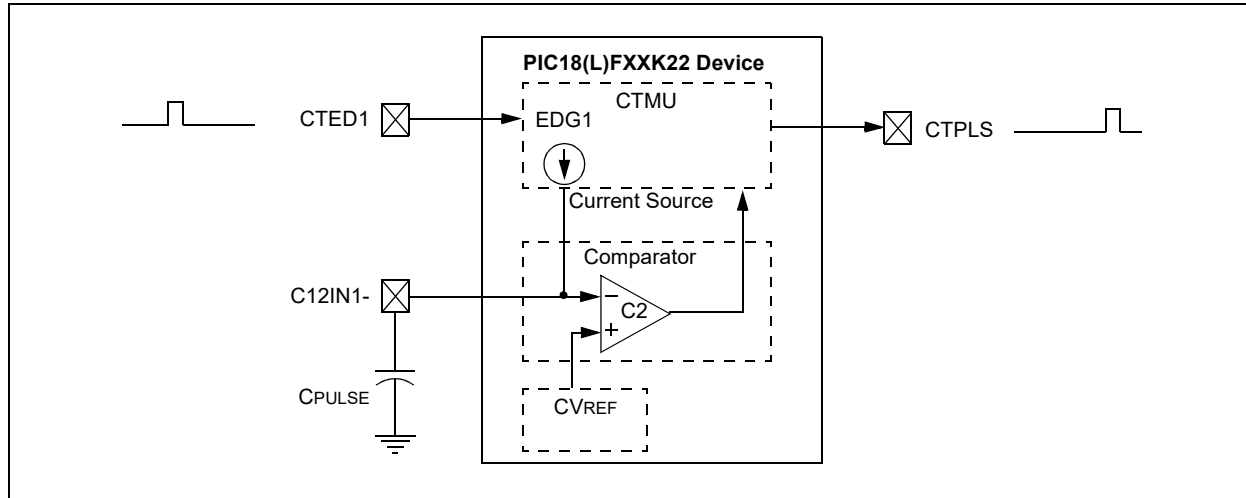 PIC18(L)FXXK22 Device
CTMU
CTED1
EDG1
CTPLS
Current Source
Comparator
C12IN1-
−
C2
+
CPULSE
CVREF